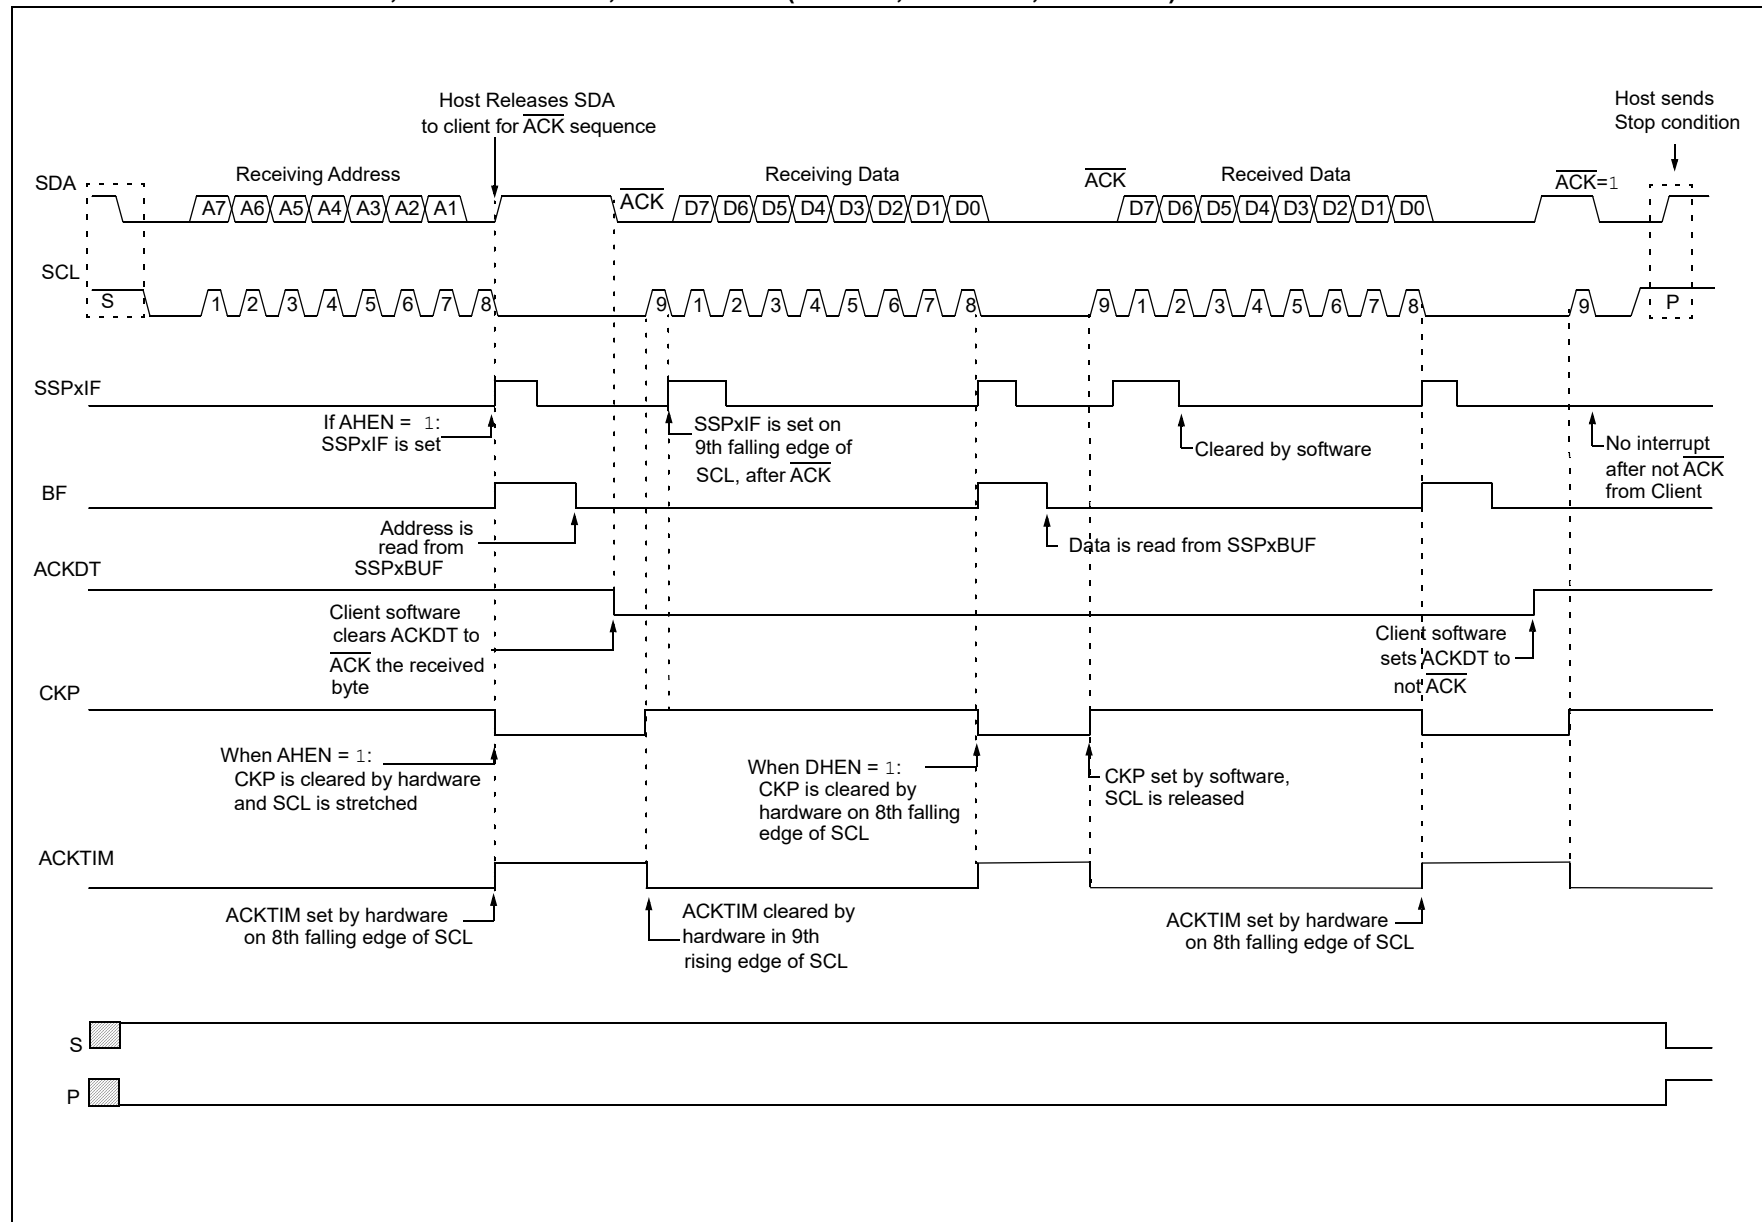 Host Releases SDA
to client for ACK sequence
Host sends
Stop condition
SDA
Receiving Address
ACK
Receiving Data
ACK
Received Data
ACK=1
A7 A6 A5 A4 A3 A2 A1
D7 D6 D5 D4 D3 D2 D1 D0
D7 D6 D5 D4 D3 D2 D1 D0
SCL
S
1 2 3 4 5 6 7 8
9 1 2 3 4 5 6 7 8
9 1 2 3 4 5 6 7 8
9
P
SSPxIF
If AHEN = 1:
SSPxIF is set
SSPxIF is set on
9th falling edge of
SCL, after ACK
Cleared by software
No interrupt
after not ACK
from Client
BF
Address is
read from
SSPxBUF
Data is read from SSPxBUF
ACKDT
Client software
clears ACKDT to
ACK the received
byte
Client software
sets ACKDT to
not ACK
CKP
When AHEN = 1:
CKP is cleared by hardware
and SCL is stretched
When DHEN = 1:
CKP is cleared by
hardware on 8th falling
edge of SCL
CKP set by software,
SCL is released
ACKTIM
ACKTIM set by hardware
on 8th falling edge of SCL
ACKTIM cleared by
hardware in 9th
rising edge of SCL
ACKTIM set by hardware
on 8th falling edge of SCL
S
P